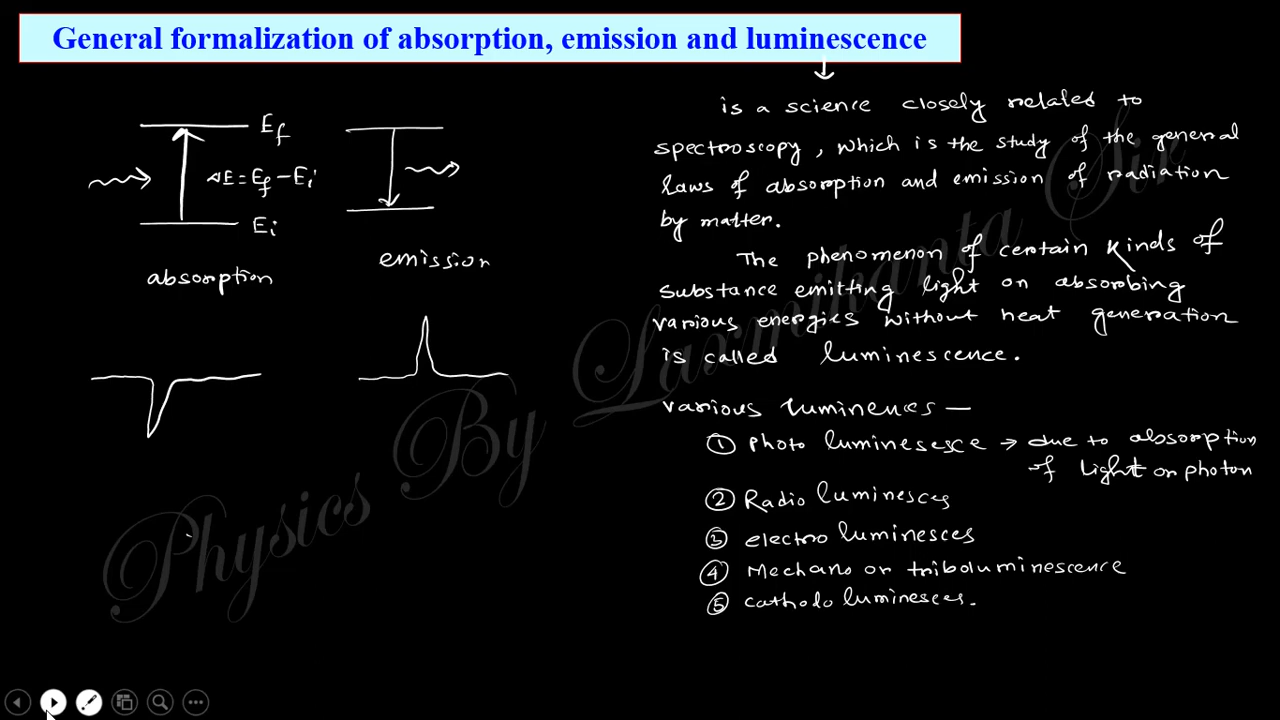 General formalization of absorption, emission and luminescence
Ef
ΔE = Ef - Ei
Ei
absorption
emission
is a science closely related to
spectroscopy, which is the study of the general
laws of absorption and emission of radiation
by matter.
The phenomenon of certain kinds of
substance emitting light on absorbing
various energies without heat generation
is called luminescence.
various luminences —
① Photo luminesesce → due to absorption
of light or photon
② Radio luminesces
③ electro luminesces
④ Mechano or triboluminescence
⑤ cathodo luminesces.
Physics By Laxmikanta Sir